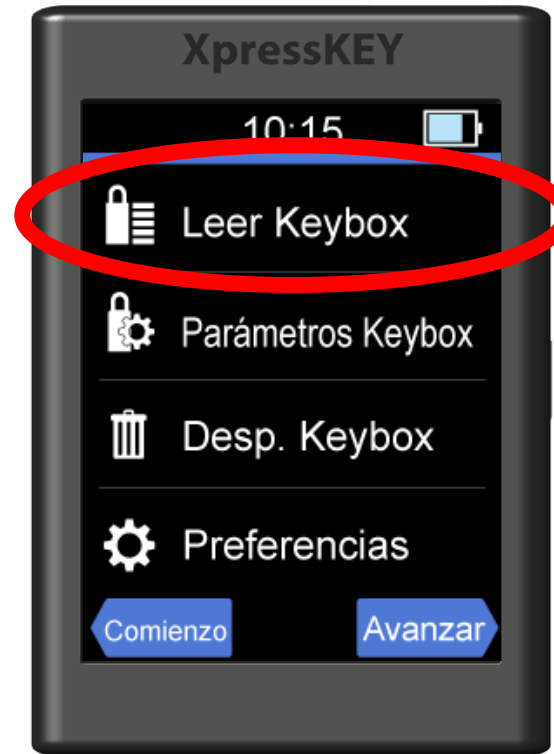 XpressKEY
10:15
Leer Keybox
Parámetros Keybox
Desp. Keybox
Preferencias
Comienzo
Avanzar